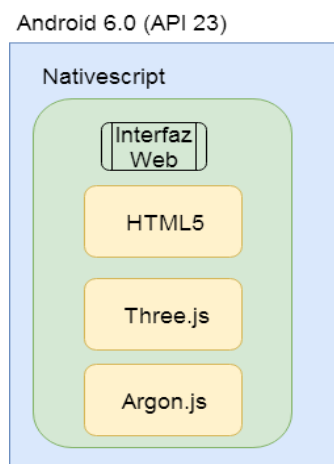 Android 6.0 (API 23)
Nativescript
Interfaz
Web
HTML5
Three.js
Argon.js